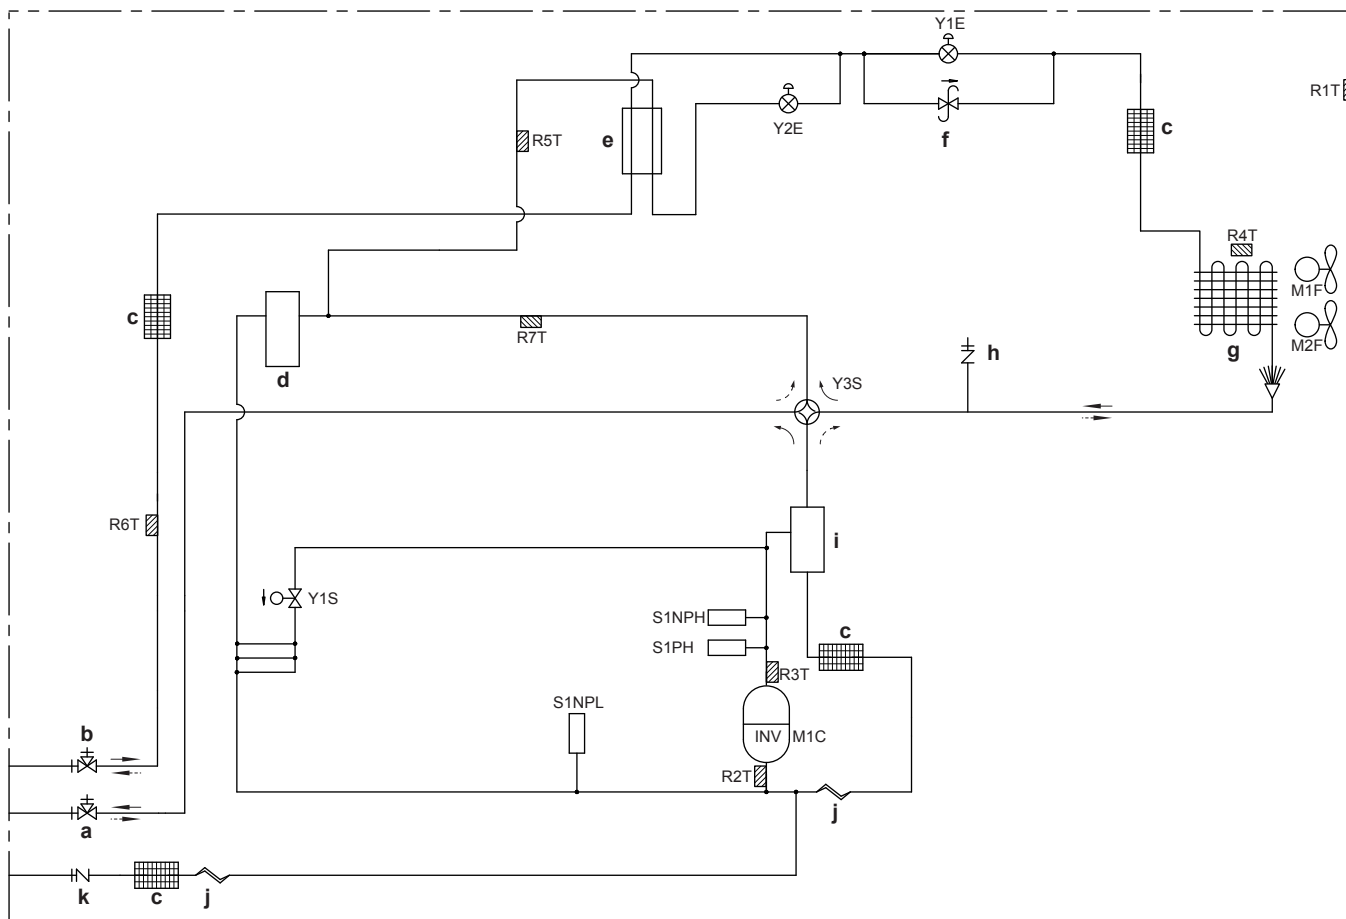 Y1E
R1T
Y2E
f
c
R5T
e
R4T
M1F
c
R7T
h
g
M2F
d
Y3S
R6T
i
Y1S
S1NPH
c
S1PH
R3T
S1NPL
b
INV
M1C
R2T
a
j
k
c
j